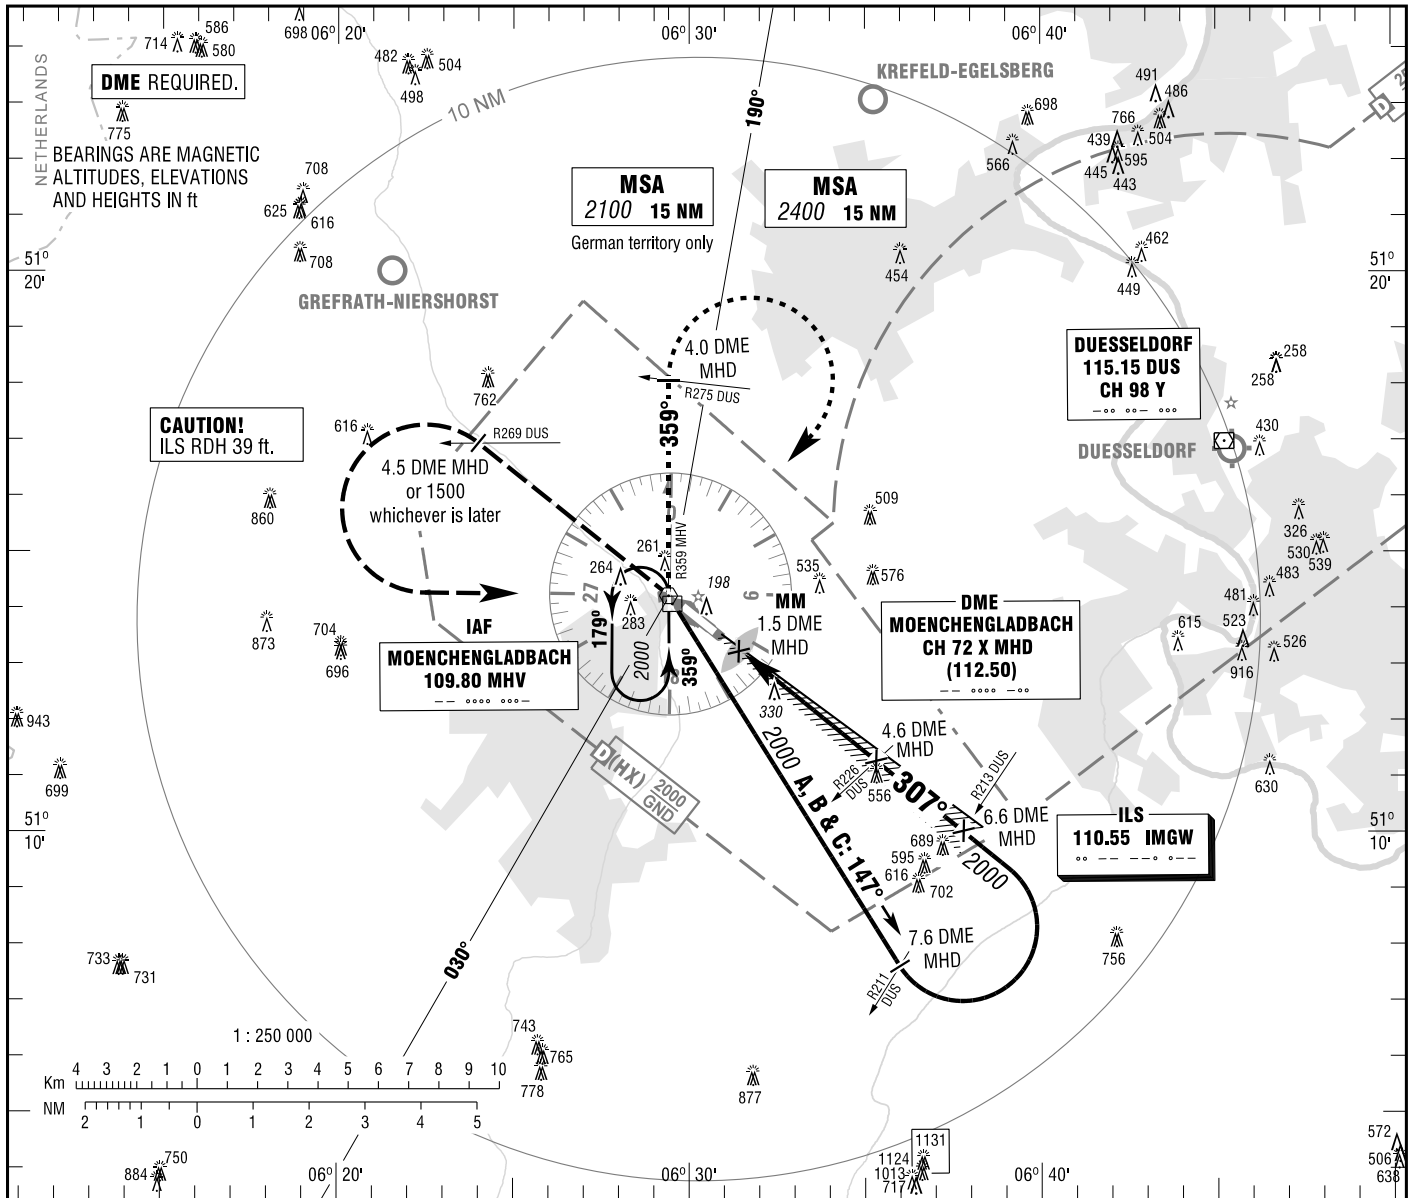 586
714
580
698
06° 20'
06° 30'
06° 40'
482
504
498
KREFELD-EGELSBERG
491
486
NETHERLANDS
DME REQUIRED.
10 NM
190°
698
766
775
439
504
BEARINGS ARE MAGNETIC
ALTITUDES, ELEVATIONS
AND HEIGHTS IN ft
566
595
445
443
708
MSA
2100 15 NM
German territory only
MSA
2400 15 NM
625
616
462
51°
20'
708
454
449
51°
20'
GREFRATH-NIERSHORST
4.0 DME
MHD
R275 DUS
DUESSELDORF
115.15 DUS
CH 98 Y
258
258
762
359°
CAUTION!
ILS RDH 39 ft.
616
R269 DUS
430
DUESSELDORF
4.5 DME MHD
or 1500
whichever is later
860
509
326
530
539
R359 MHV
261
264
198
535
576
483
27
6
MM
1.5 DME
MHD
481
283
179°
IAF
MOENCHENGLADBACH
109.80 MHV
2000
359°
DME
MOENCHENGLADBACH
CH 72 X MHD
(112.50)
615
523
526
916
873
704
696
330
943
4.6 DME
MHD
D(HX) 2000
GND
2000 A, B & C: 147°
R226
DUS
556
307°
R213 DUS
699
630
6.6 DME
MHD
ILS
110.55 IMGW
51°
10'
51°
10'
689
595
616
702
2000
7.6 DME
MHD
756
R211
DUS
733
731
030°
1 : 250 000
743
765
778
877
Km
4 3 2 1 0 1 2 3 4 5 6 7 8 9 10
NM
2 1 0 1 2 3 4 5
1131
1124
1013
717
572
506
638
750
884
06° 20'
06° 30'
06° 40'